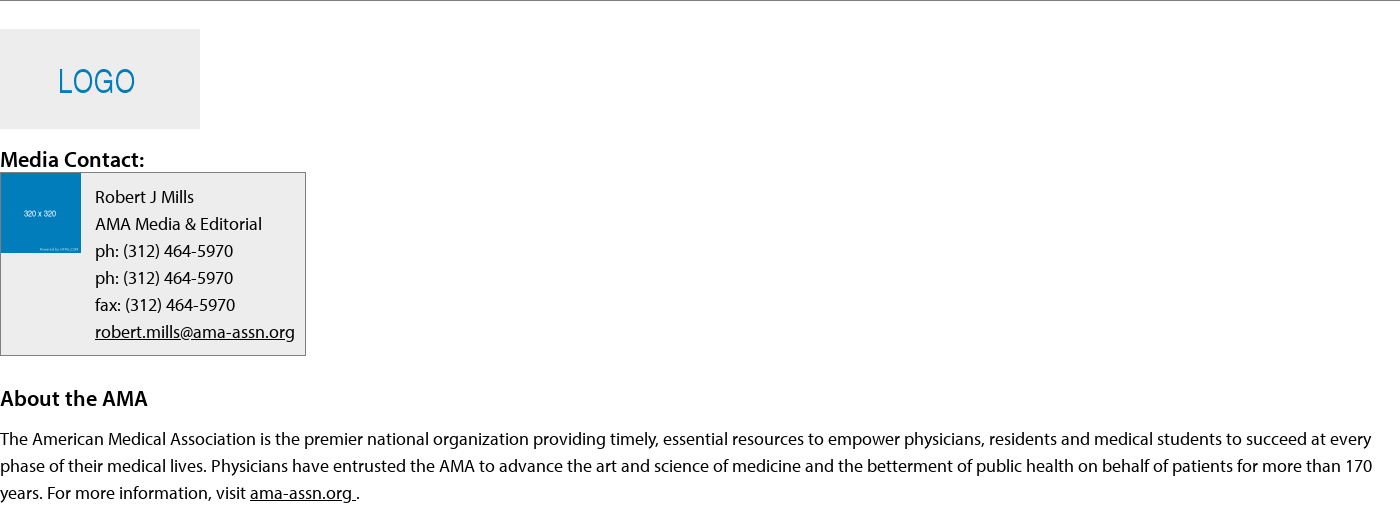 LOGO
Media Contact:
320 x 320
Robert J Mills
AMA Media & Editorial
ph: (312) 464-5970
ph: (312) 464-5970
fax: (312) 464-5970
robert.mills@ama-assn.org
About the AMA
The American Medical Association is the premier national organization providing timely, essential resources to empower physicians, residents and medical students to succeed at every
phase of their medical lives. Physicians have entrusted the AMA to advance the art and science of medicine and the betterment of public health on behalf of patients for more than 170
years. For more information, visit ama-assn.org .